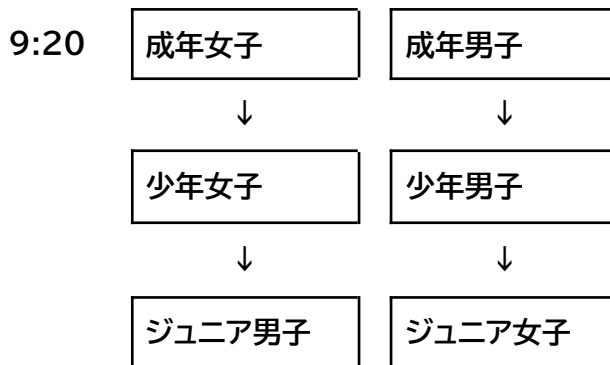 9:20 成年女子 成年男子
↓ ↓
少年女子 少年男子
↓ ↓
ジュニア男子 ジュニア女子